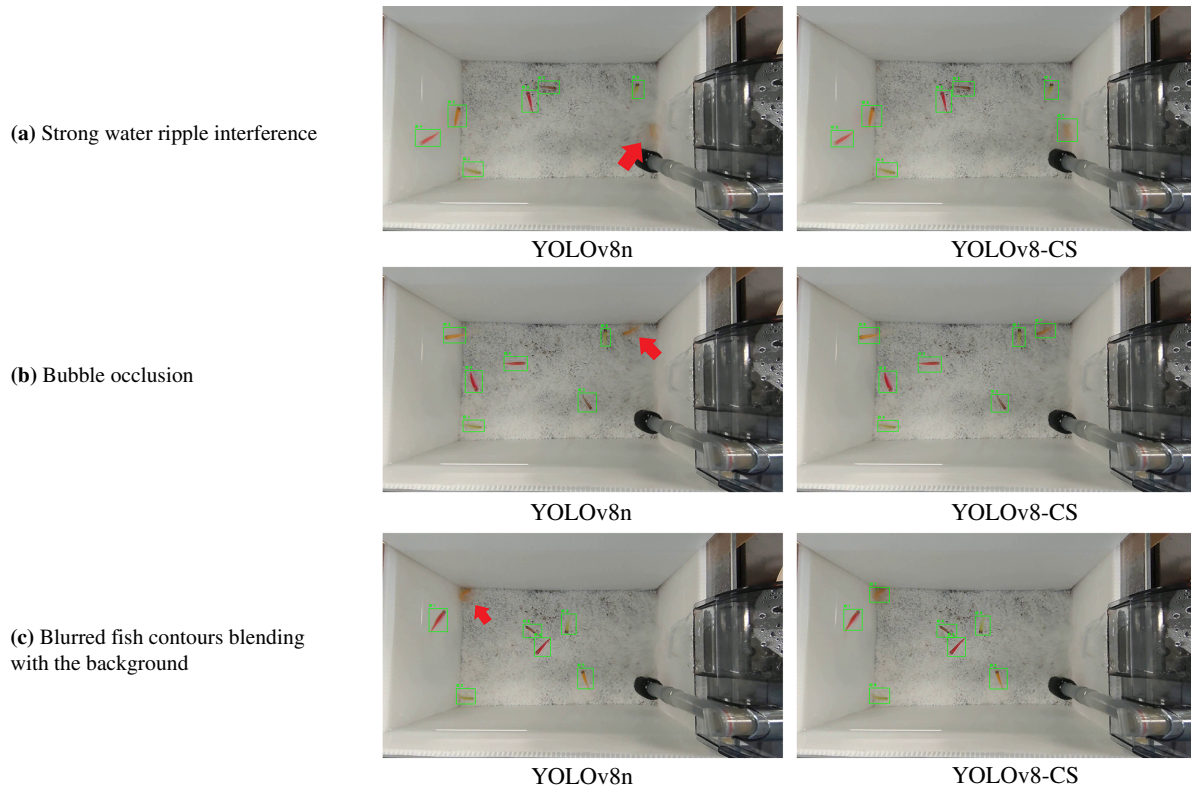 (a) Strong water ripple interference
YOLOv8n
YOLOv8-CS
(b) Bubble occlusion
YOLOv8n
YOLOv8-CS
(c) Blurred fish contours blending
with the background
YOLOv8n
YOLOv8-CS